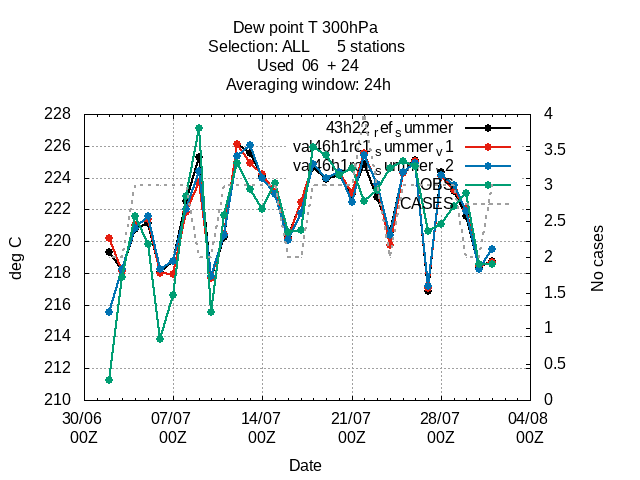 Dew point T 300hPa
Selection: ALL 5 stations
Used 06 + 24
Averaging window: 24h
43h22refsummer
val46h1rc1summerv1
summerv2
OBS
CASES
228
226
224
222
220
218
216
214
212
210
deg C
4
3.5
3
2.5
2
1.5
1
0.5
0
No cases
30/06 07/07 14/07 21/07 28/07 04/08
00Z 00Z 00Z 00Z 00Z 00Z
Date